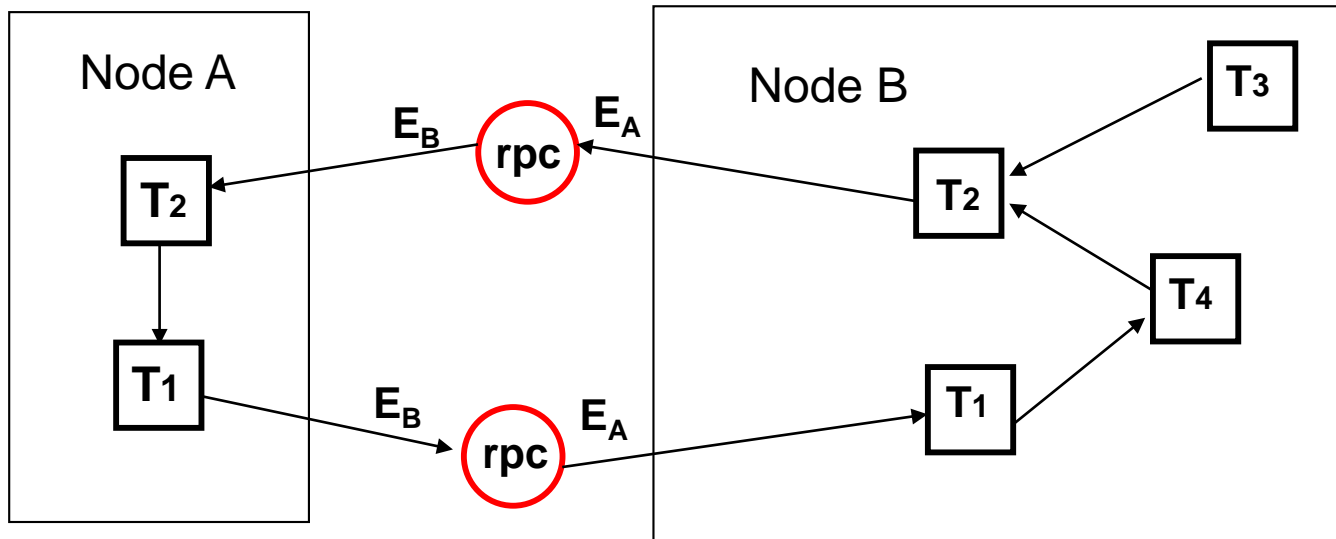 Node A
Node B
T3
E_B
rpc
E_A
T2
T2
T4
T1
E_B
rpc
E_A
T1